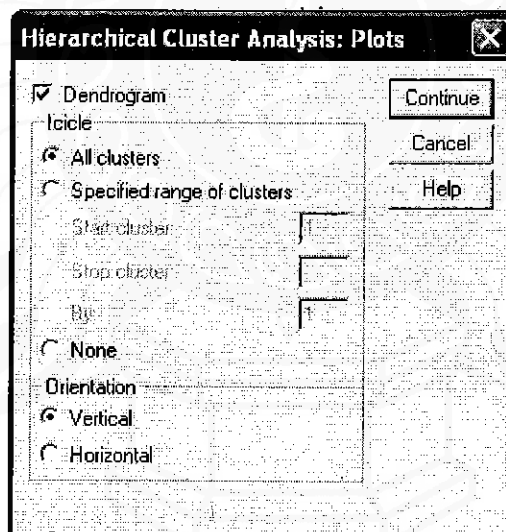 Hierarchical Cluster Analysis: Plots
Dendrogram
Continue
Icicle
All clusters
Cancel
Specified range of clusters
Help
Start cluster:
1
Stop cluster:
By:
1
None
Orientation
Vertical
Horizontal